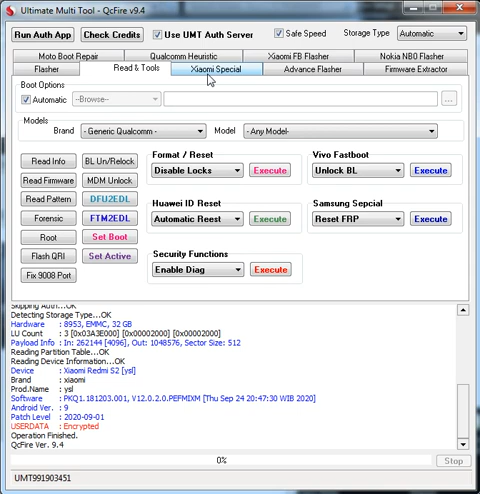 Ultimate Multi Tool - QcFire v9.4
Run Auth App Check Credits Use UMT Auth Server Safe Speed Storage Type Automatic
Moto Boot Repair Qualcomm Heuristic Xiaomi FB Flasher Nokia NB0 Flasher
Flasher Read & Tools Xiaomi Special Advance Flasher Firmware Extractor
Boot Options
Automatic --Browse-- ...
Models
Brand - Generic Qualcomm - Model - Any Model-
Format / Reset Vivo Fastboot
Read Info BL Un/Relock Disable Locks Execute Unlock BL Execute
Read Firmware MDM Unlock
Read Pattern DFU2EDL Huawei ID Reset Samsung Sepcial
Forensic FTM2EDL Automatic Reest Execute Reset FRP Execute
Root Set Boot
Flash QRI Set Active Security Functions
Fix 9008 Port Enable Diag Execute
Skipping Auth...OK
Detecting Storage Type...OK
Hardware : 8953, EMMC, 32 GB
LU Count : 3 [0x03A3E000] [0x00002000] [0x00002000]
Payload Info : In: 262144 [4096], Out: 1048576, Sector Size: 512
Reading Partition Table...OK
Reading Device Information...OK
Device : Xiaomi Redmi S2 [ysl]
Brand : xiaomi
Prod.Name : ysl
Software : PKQ1.181203.001, V12.0.2.0.PEFMIXM [Thu Sep 24 20:47:30 WIB 2020]
Android Ver. : 9
Patch Level : 2020-09-01
USERDATA : Encrypted
Operation Finished.
QcFire Ver. 9.4
0% Stop
UMT991903451